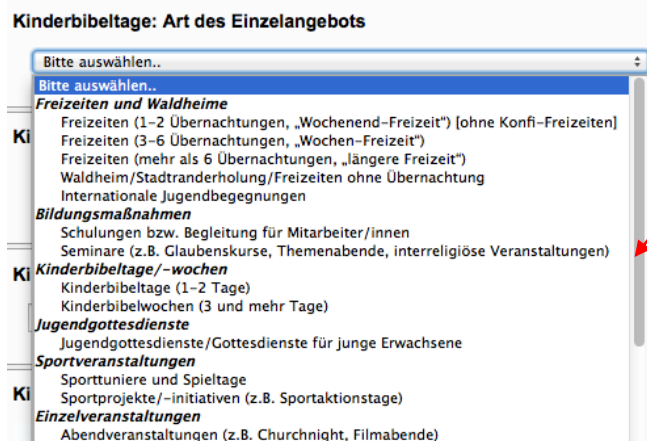 Kinderbibeltage: Art des Einzelangebots
Bitte auswählen..
Bitte auswählen..
Freizeiten und Waldheime
Freizeiten (1–2 Übernachtungen, „Wochenend–Freizeit“) [ohne Konfi–Freizeiten]
Ki
Freizeiten (3–6 Übernachtungen, „Wochen–Freizeit“)
Freizeiten (mehr als 6 Übernachtungen, „längere Freizeit“)
Waldheim/Stadtranderholung/Freizeiten ohne Übernachtung
Internationale Jugendbegegnungen
Bildungsmaßnahmen
Schulungen bzw. Begleitung für Mitarbeiter/innen
Seminare (z.B. Glaubenskurse, Themenabende, interreligiöse Veranstaltungen)
Ki
Kinderbibeltage/–wochen
Kinderbibeltage (1–2 Tage)
Kinderbibelwochen (3 und mehr Tage)
Jugendgottesdienste
Jugendgottesdienste/Gottesdienste für junge Erwachsene
Sportveranstaltungen
Sporttuniere und Spieltage
Ki
Sportprojekte/–initiativen (z.B. Sportaktionstage)
Einzelveranstaltungen
Abendveranstaltungen (z.B. Churchnight, Filmabende)